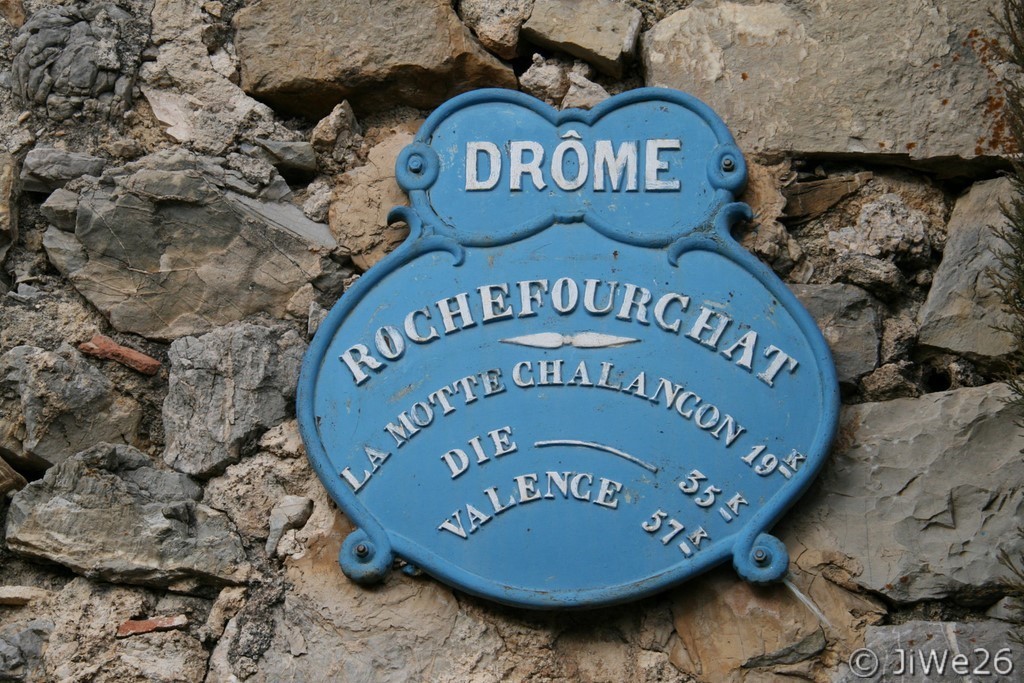 DRÔME
ROCHEFOURCHAT
LA MOTTE CHALANCON 19K
DIE 35K
VALENCE 57K
© JiWe26